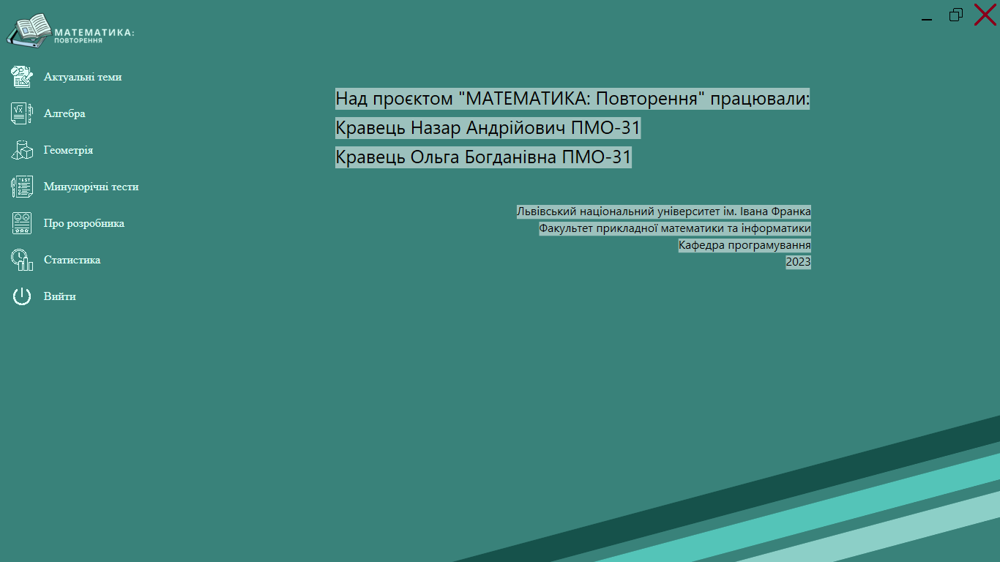 МАТЕМАТИКА:
ПОВТОРЕННЯ
Актуальні теми
Алгебра
Геометрія
Минулорічні тести
Про розробника
Статистика
Вийти
Над проєктом "МАТЕМАТИКА: Повторення" працювали:
Кравець Назар Андрійович ПМО-31
Кравець Ольга Богданівна ПМО-31
Львівський національний університет ім. Івана Франка
Факультет прикладної математики та інформатики
Кафедра програмування
2023